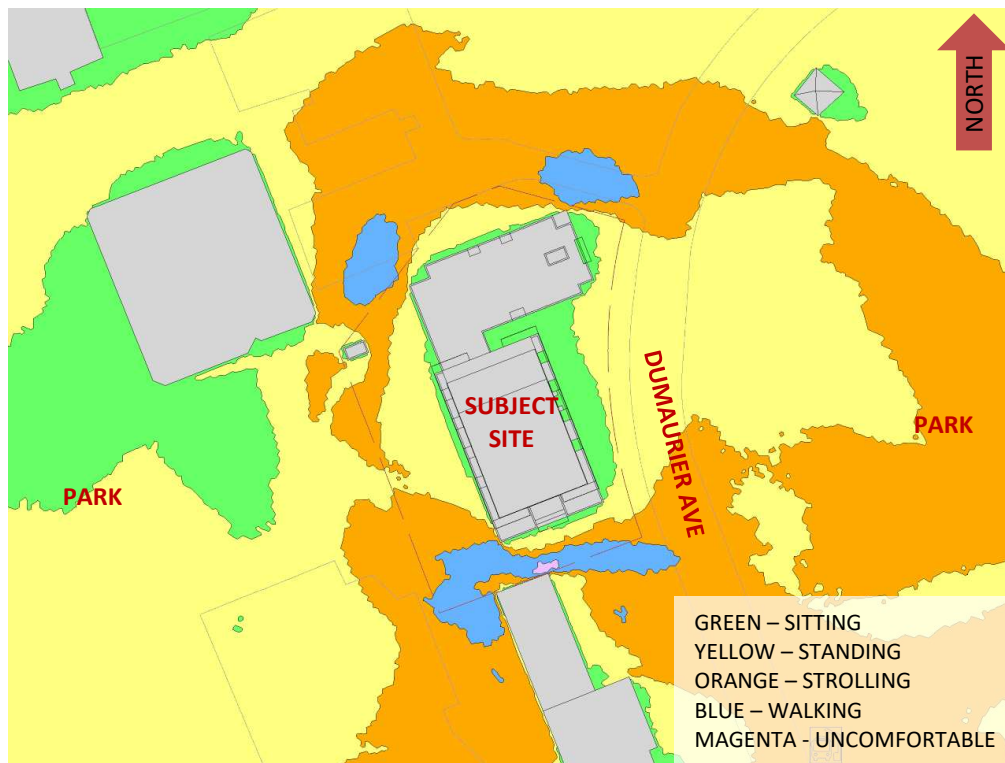 NORTH
SUBJECT
SITE
DUMAURIER AVE
PARK
PARK
GREEN – SITTING
YELLOW – STANDING
ORANGE – STROLLING
BLUE – WALKING
MAGENTA - UNCOMFORTABLE